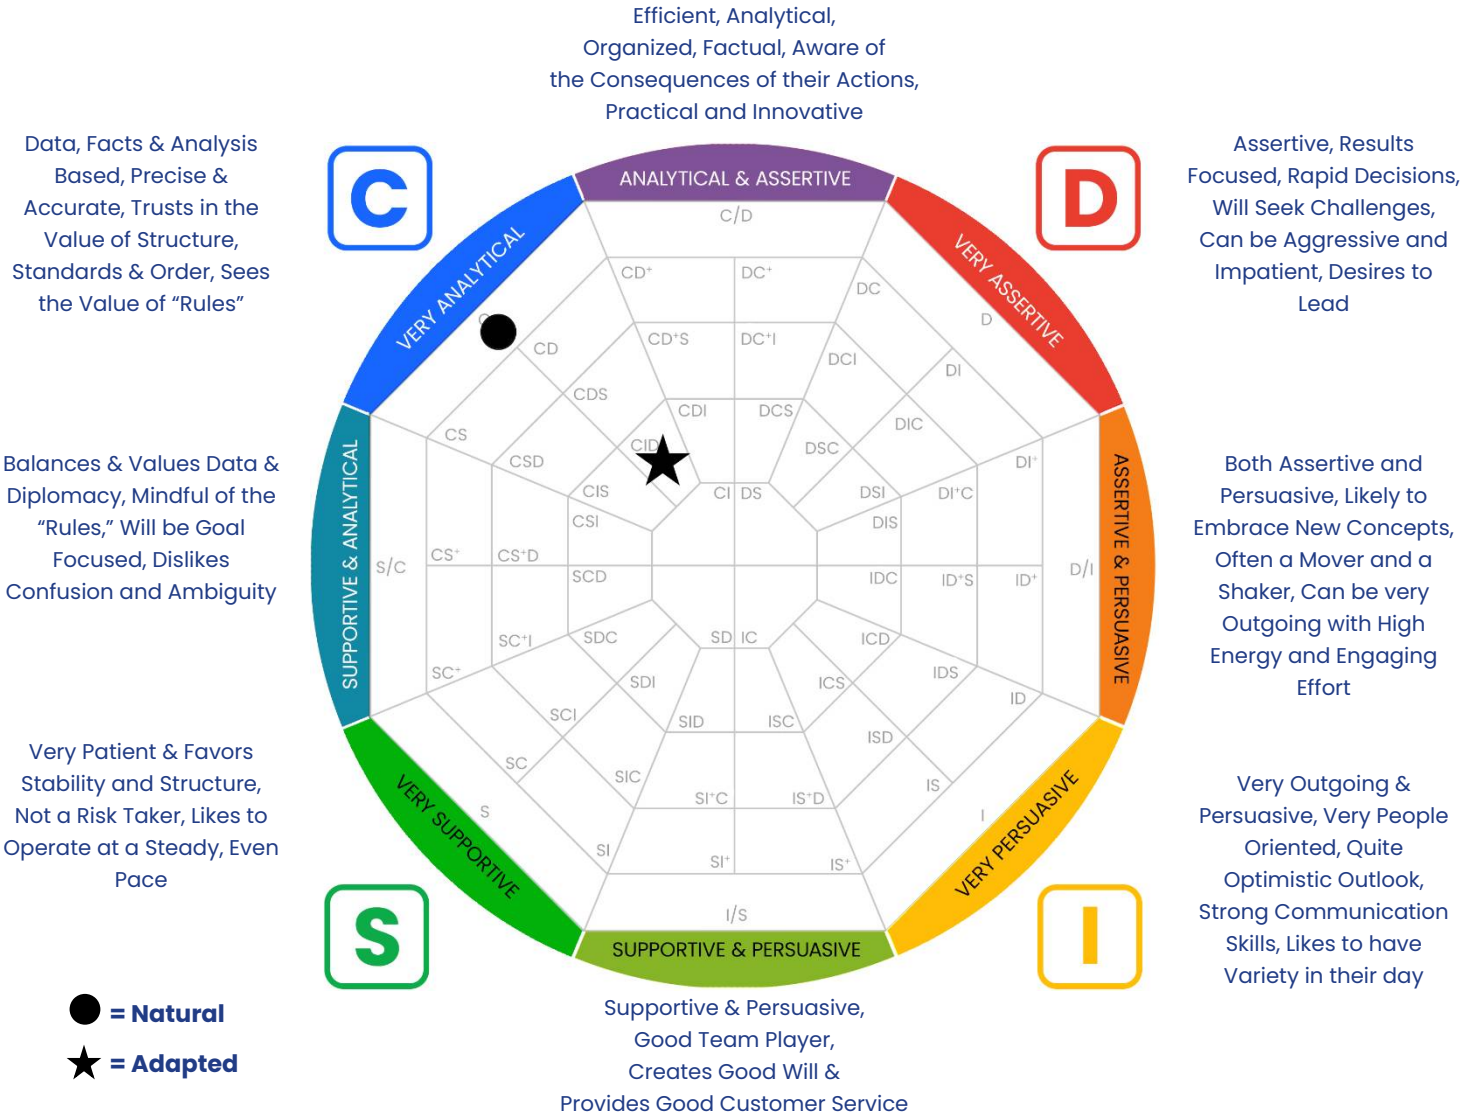 Efficient, Analytical,
Organized, Factual, Aware of
the Consequences of their Actions,
Practical and Innovative
Data, Facts & Analysis
Based, Precise &
Accurate, Trusts in the
Value of Structure,
Standards & Order, Sees
the Value of “Rules”
C
D
Assertive, Results
Focused, Rapid Decisions,
Will Seek Challenges,
Can be Aggressive and
Impatient, Desires to
Lead
ANALYTICAL & ASSERTIVE
VERY ANALYTICAL
VERY ASSERTIVE
C/D
CD+
DC+
DC
D
CD
CD+S
DC+I
DCI
DI
CDS
CDI
DCS
DIC
CS
CSD
CID
DSC
DI+
CIS
CI
DS
DSI
DI+C
CSI
DIS
Balances & Values Data &
Diplomacy, Mindful of the
“Rules,” Will be Goal
Focused, Dislikes
Confusion and Ambiguity
SUPPORTIVE & ANALYTICAL
S/C
CS+
CS+D
SCD
IDC
ID+S
ID+
D/I
ASSERTIVE & PERSUASIVE
Both Assertive and
Persuasive, Likely to
Embrace New Concepts,
Often a Mover and a
Shaker, Can be very
Outgoing with High
Energy and Engaging
Effort
SC+I
SDC
SD
IC
ICD
SC+
SDI
ICS
IDS
SCI
SID
ISC
ID
SC
SIC
ISD
SI+C
IS+D
IS
S
I
SI
SI+
IS+
I/S
VERY SUPPORTIVE
VERY PERSUASIVE
SUPPORTIVE & PERSUASIVE
Very Patient & Favors
Stability and Structure,
Not a Risk Taker, Likes to
Operate at a Steady, Even
Pace
S
I
Very Outgoing &
Persuasive, Very People
Oriented, Quite
Optimistic Outlook,
Strong Communication
Skills, Likes to have
Variety in their day
= Natural
= Adapted
Supportive & Persuasive,
Good Team Player,
Creates Good Will &
Provides Good Customer Service